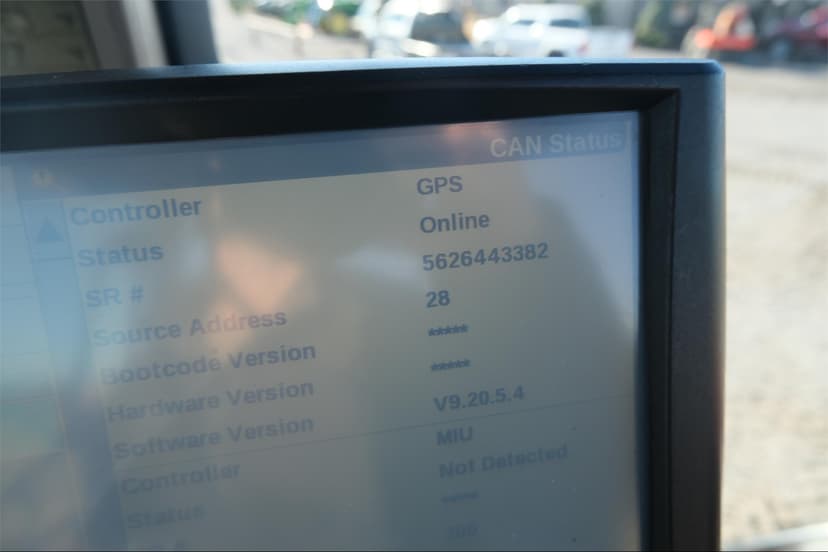 CAN Status
Controller GPS
Status Online
SR # 5626443382
Source Address 28
Bootcode Version *****
Hardware Version *****
Software Version V9.20.5.4
Controller MIU
Status Not Detected